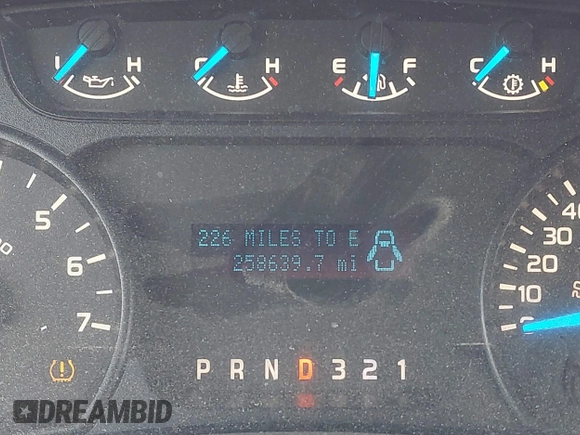 L H C H E F C H
5
6
7
226 MILES TO E
258639.7 mi
40
30
20
10
P R N D 3 2 1
DREAMBID